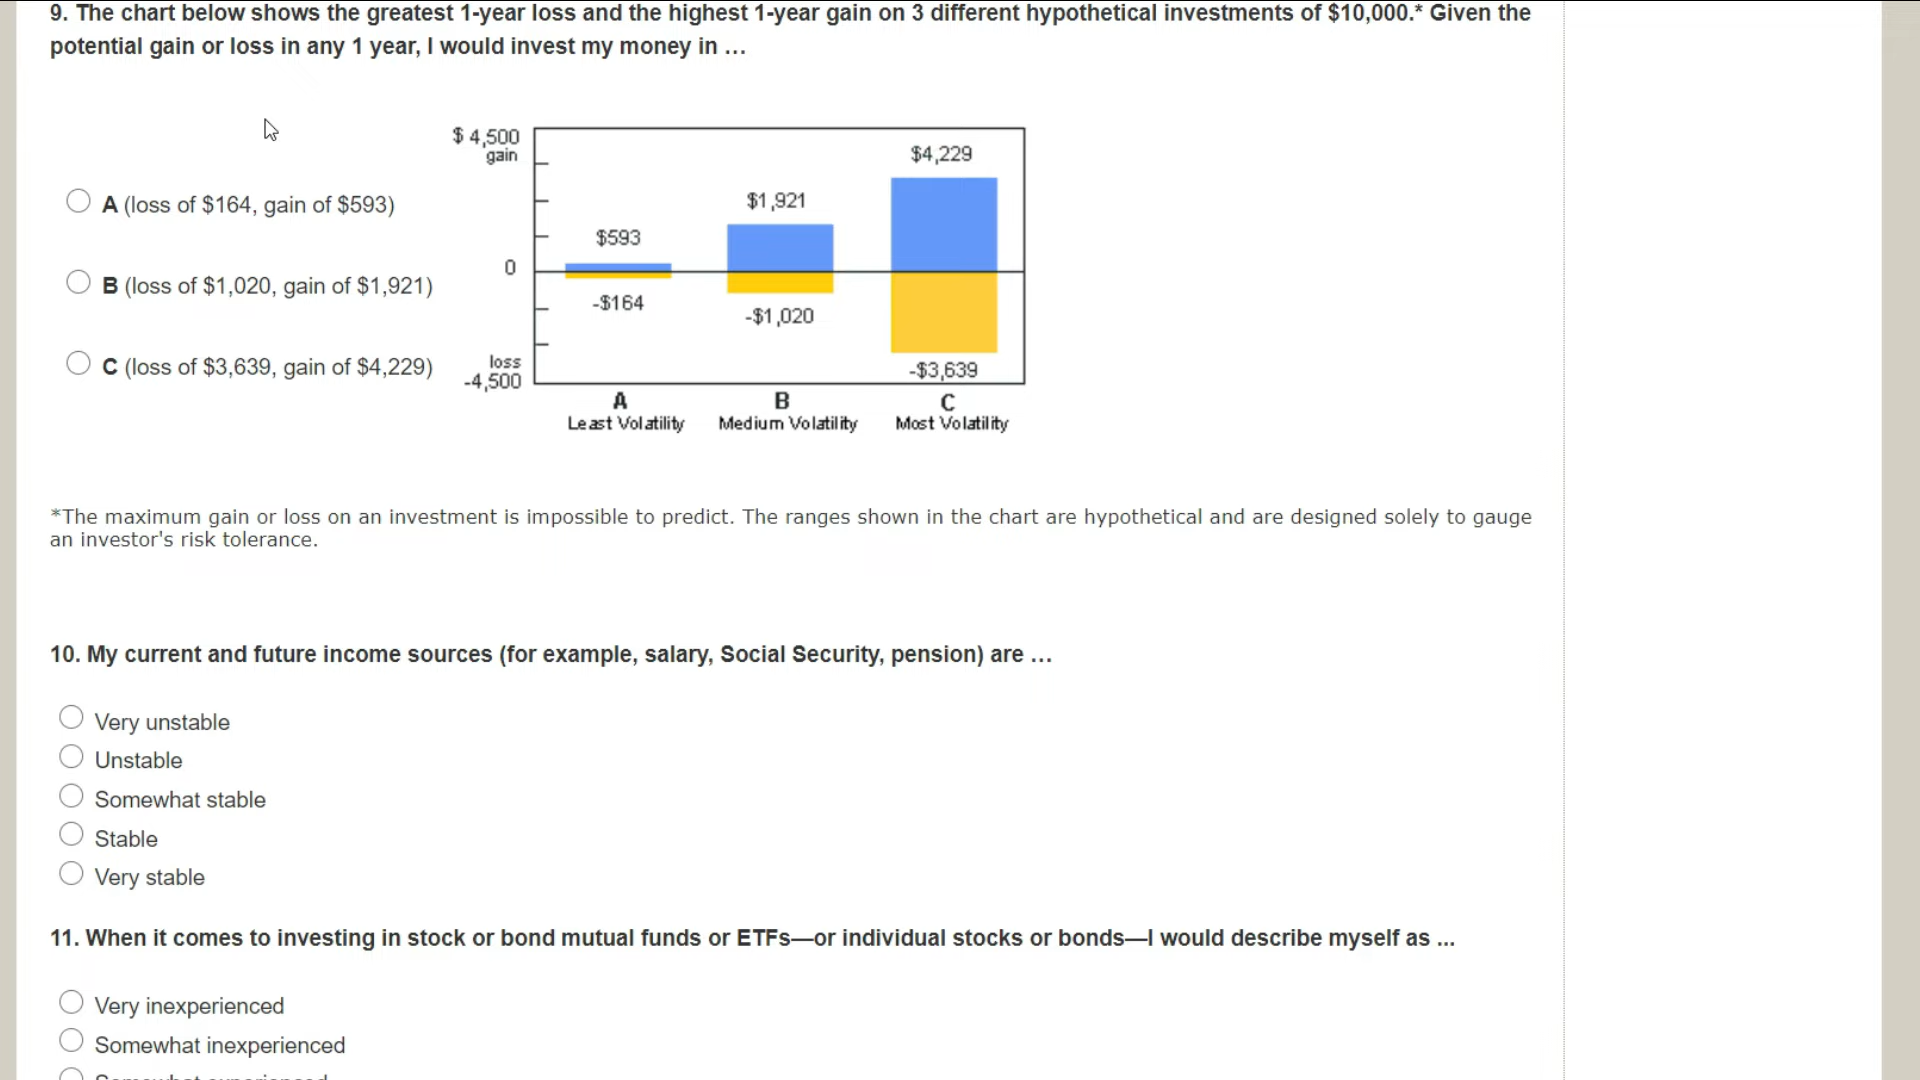 9. The chart below shows the greatest 1-year loss and the highest 1-year gain on 3 different hypothetical investments of $10,000.* Given the
potential gain or loss in any 1 year, I would invest my money in …
A (loss of $164, gain of $593)
B (loss of $1,020, gain of $1,921)
C (loss of $3,639, gain of $4,229)
$ 4,500
gain
0
loss
-4,500
$593
-$164
$1,921
-$1,020
$4,229
-$3,639
A
Least Volatility
B
Medium Volatility
C
Most Volatility
*The maximum gain or loss on an investment is impossible to predict. The ranges shown in the chart are hypothetical and are designed solely to gauge
an investor's risk tolerance.
10. My current and future income sources (for example, salary, Social Security, pension) are …
Very unstable
Unstable
Somewhat stable
Stable
Very stable
11. When it comes to investing in stock or bond mutual funds or ETFs—or individual stocks or bonds—I would describe myself as ...
Very inexperienced
Somewhat inexperienced
Somewhat experienced